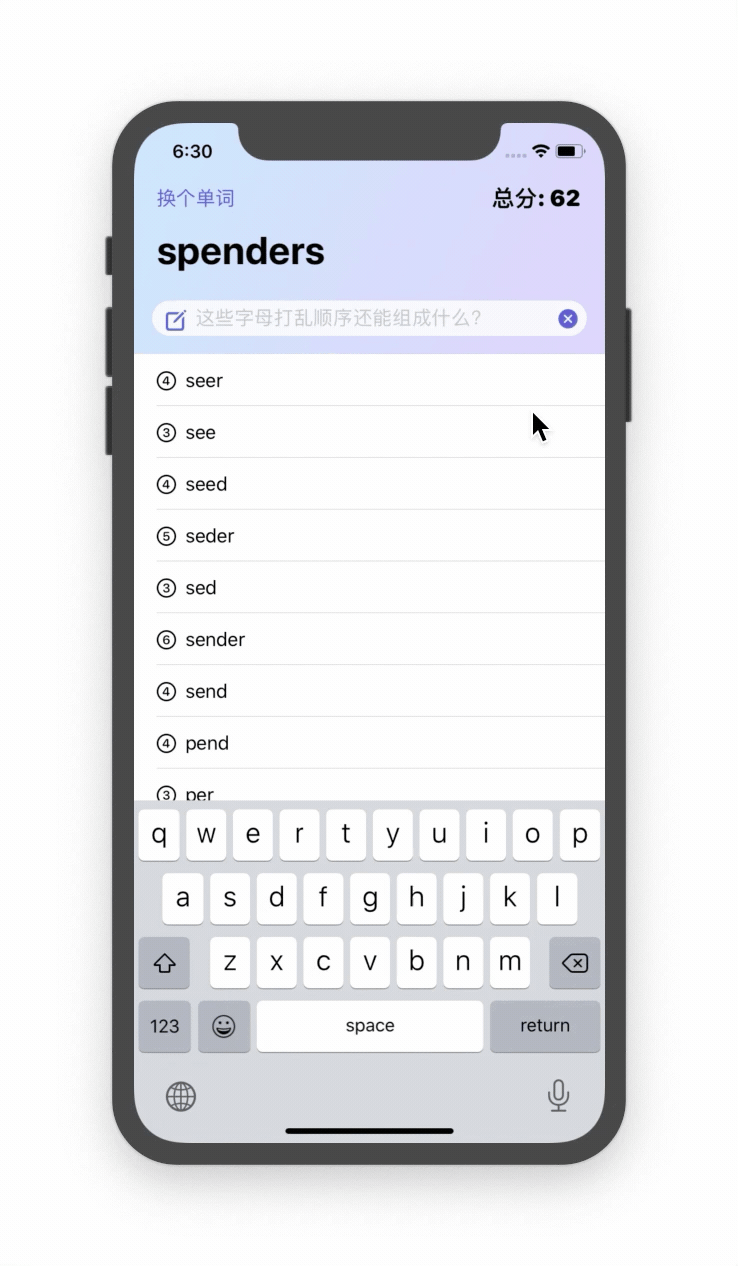 6:30
换个单词 总分: 62
spenders
这些字母打乱顺序还能组成什么？
4 seer
3 see
4 seed
5 seder
3 sed
6 sender
4 send
4 pend
3 per
q w e r t y u i o p
a s d f g h j k l
z x c v b n m
123 space return